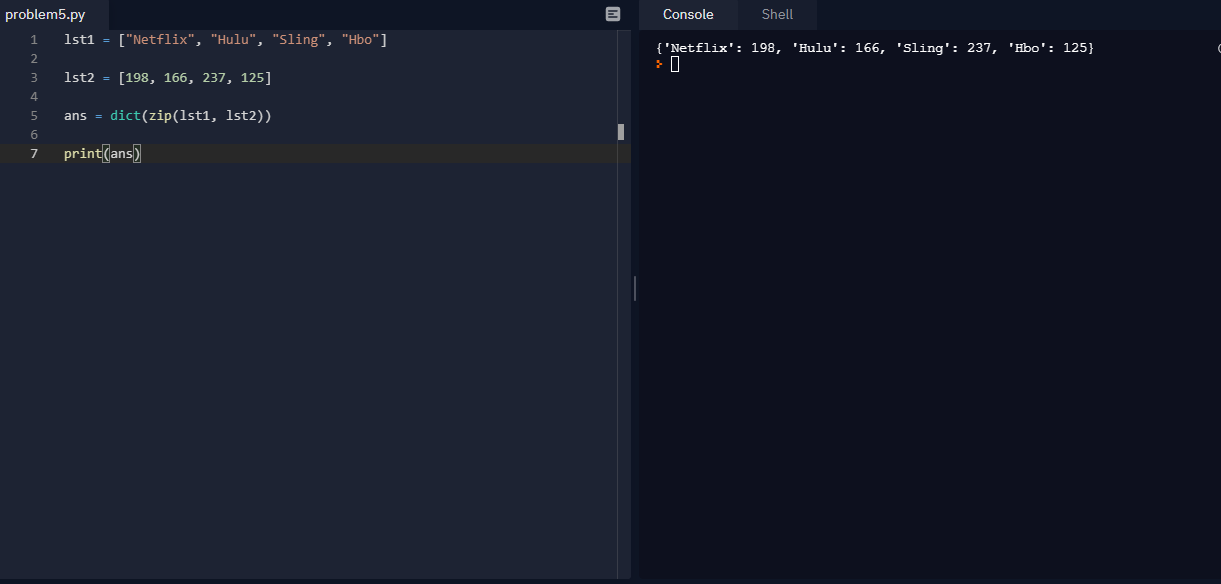 problem5.py
1 lst1 = ["Netflix", "Hulu", "Sling", "Hbo"]
2
3 lst2 = [198, 166, 237, 125]
4
5 ans = dict(zip(lst1, lst2))
6
7 print(ans)
Console Shell
{'Netflix': 198, 'Hulu': 166, 'Sling': 237, 'Hbo': 125}